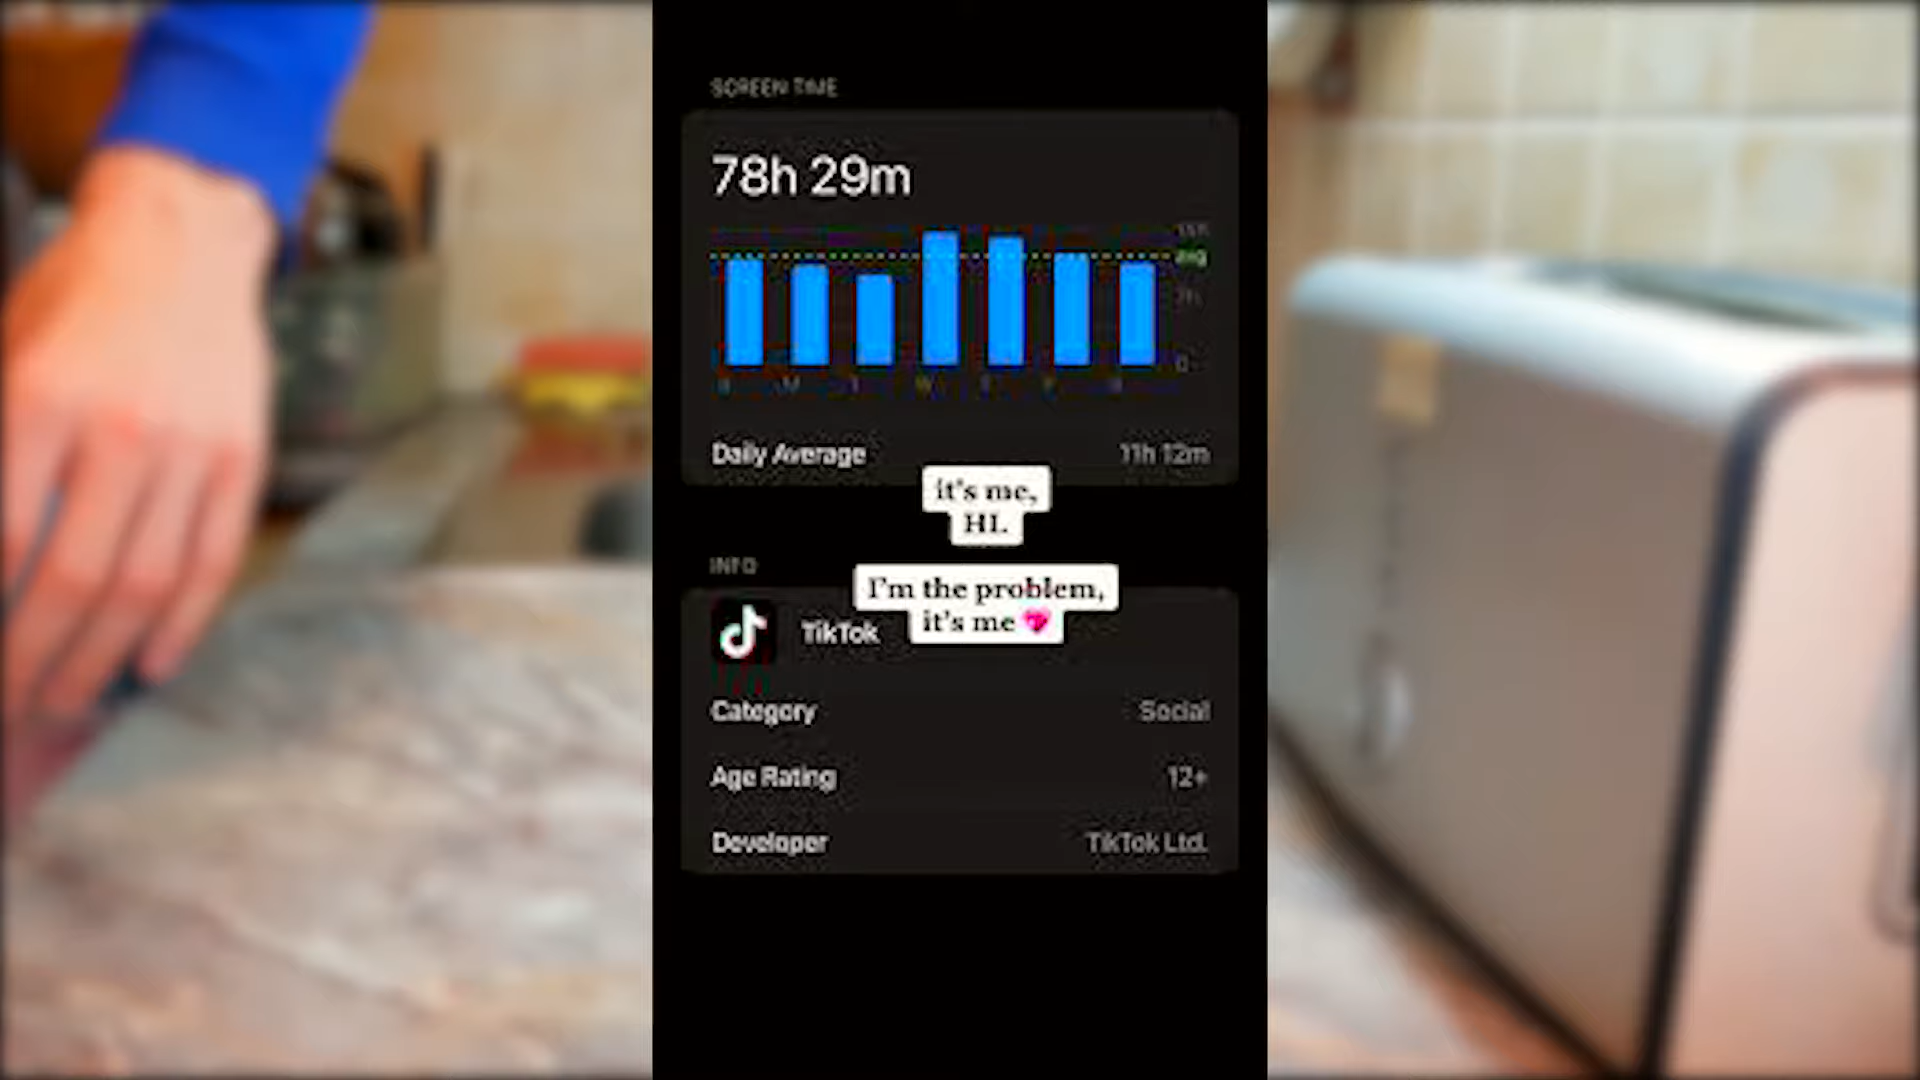 SCREEN TIME
78h 29m
avg
M
W
Daily Average 11h 12m
it's me,
HI.
INFO
I'm the problem,
it's me 💖
TikTok
Category Social
Age Rating 12+
Developer TikTok Ltd.